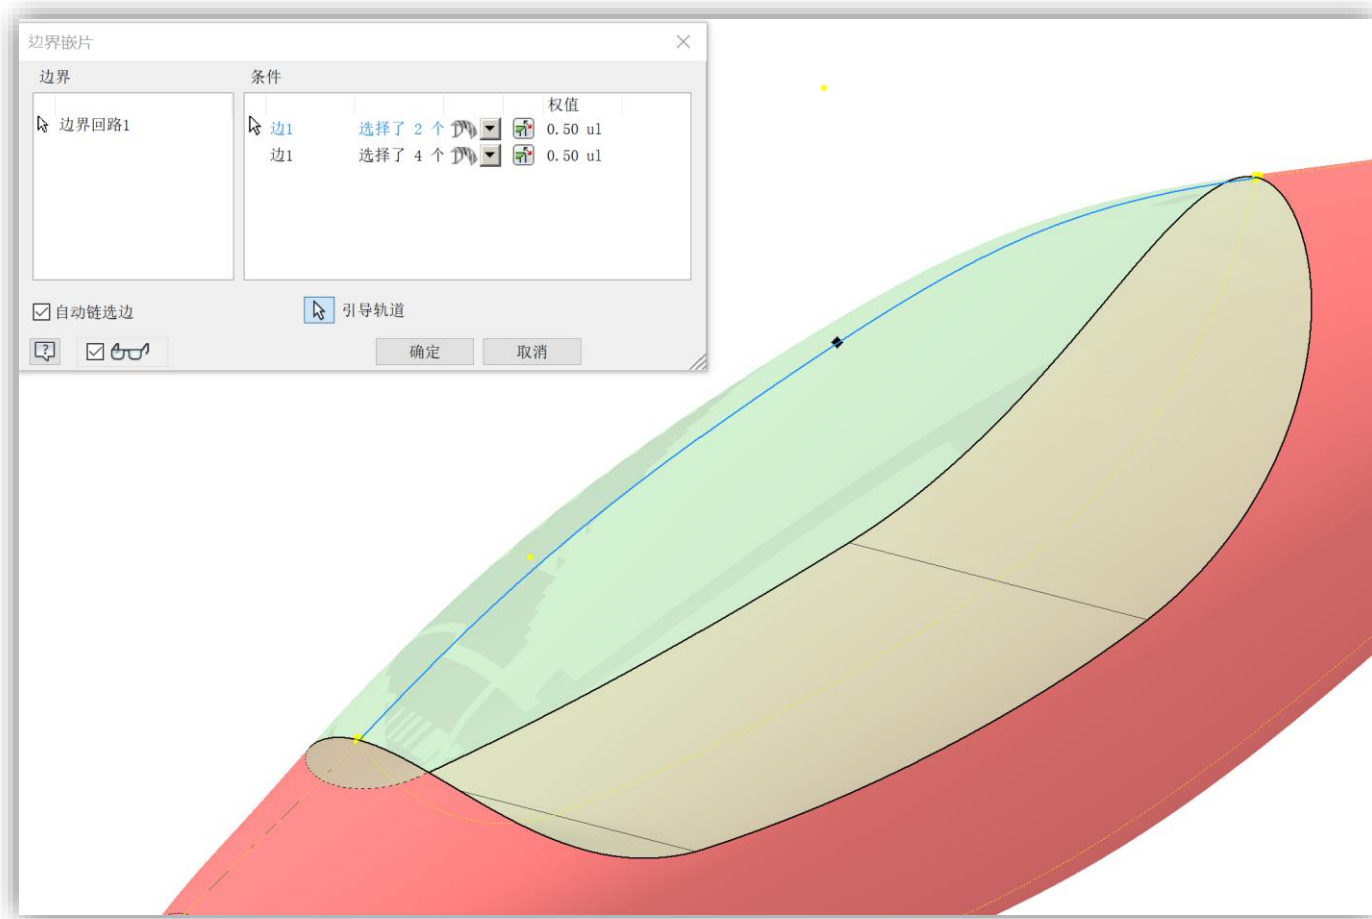 边界嵌片
边界
条件
权值
边界回路1
边1 选择了 2 个 0.50 ul
边1 选择了 4 个 0.50 ul
自动链选边
引导轨道
?
确定
取消